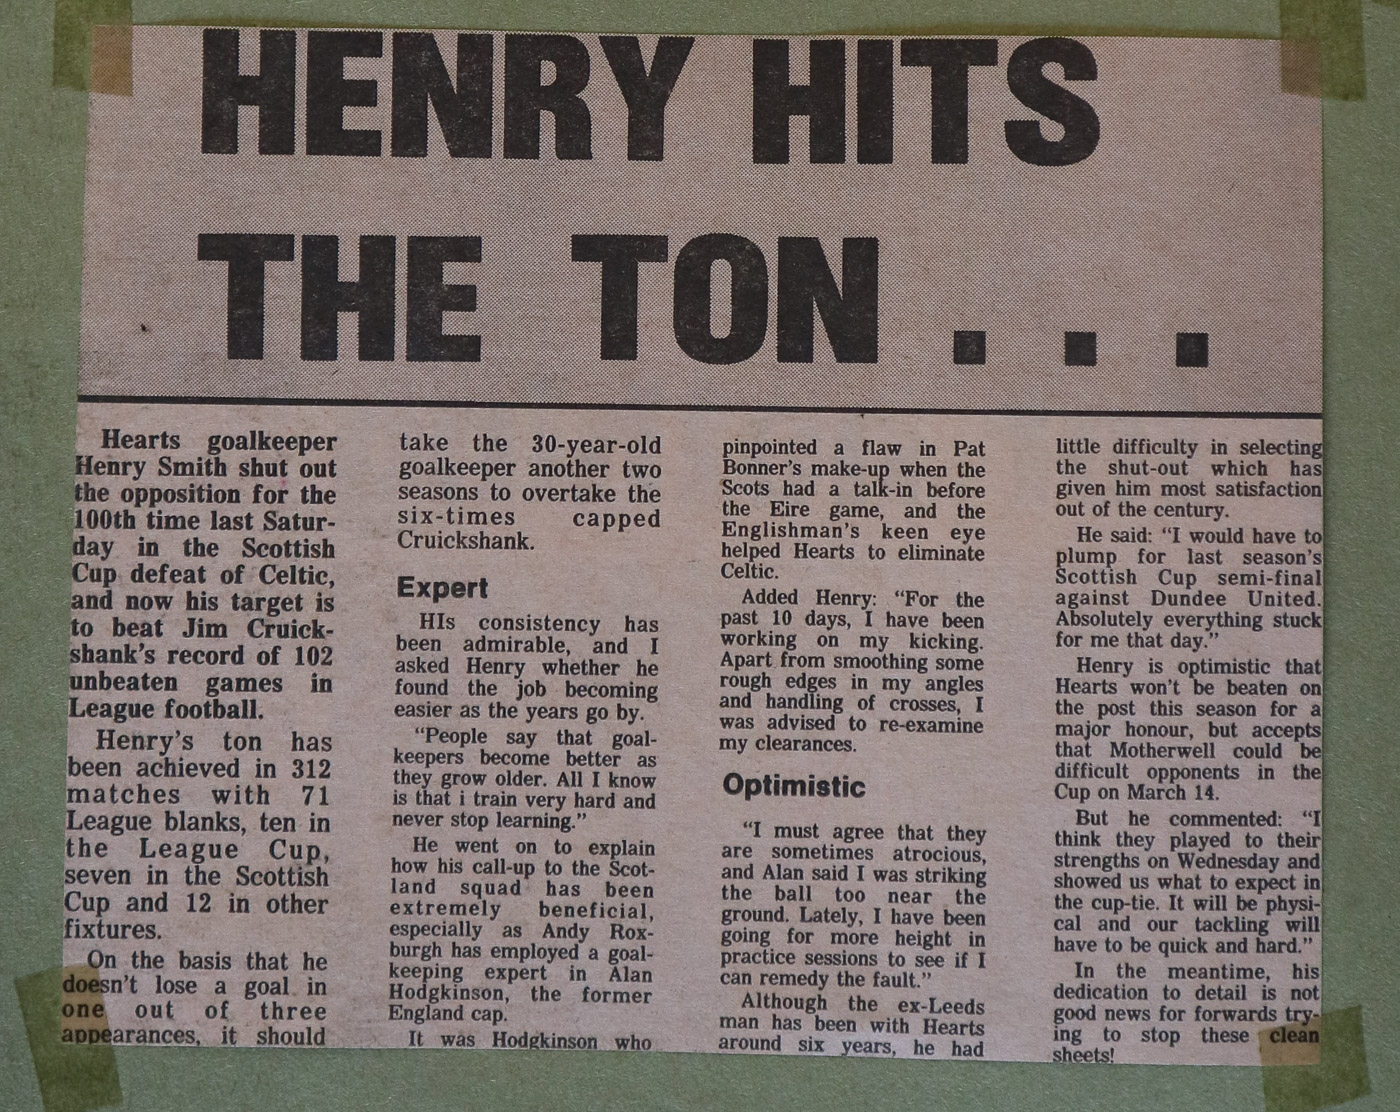 HENRY HITS
THE TON . . .
Hearts goalkeeper
Henry Smith shut out
the opposition for the
100th time last Satur-
day in the Scottish
Cup defeat of Celtic,
and now his target is
to beat Jim Cruick-
shank's record of 102
unbeaten games in
League football.
Henry's ton has
been achieved in 312
matches with 71
League blanks, ten in
the League Cup,
seven in the Scottish
Cup and 12 in other
fixtures.
On the basis that he
doesn't lose a goal in
one out of three
appearances, it should
take the 30-year-old
goalkeeper another two
seasons to overtake the
six-times capped
Cruickshank.
Expert
HIs consistency has
been admirable, and I
asked Henry whether he
found the job becoming
easier as the years go by.
"People say that goal-
keepers become better as
they grow older. All I know
is that i train very hard and
never stop learning."
He went on to explain
how his call-up to the Scot-
land squad has been
extremely beneficial,
especially as Andy Rox-
burgh has employed a goal-
keeping expert in Alan
Hodgkinson, the former
England cap.
It was Hodgkinson who
pinpointed a flaw in Pat
Bonner's make-up when the
Scots had a talk-in before
the Eire game, and the
Englishman's keen eye
helped Hearts to eliminate
Celtic.
Added Henry: "For the
past 10 days, I have been
working on my kicking.
Apart from smoothing some
rough edges in my angles
and handling of crosses, I
was advised to re-examine
my clearances.
Optimistic
"I must agree that they
are sometimes atrocious,
and Alan said I was striking
the ball too near the
ground. Lately, I have been
going for more height in
practice sessions to see if I
can remedy the fault."
Although the ex-Leeds
man has been with Hearts
around six years, he had
little difficulty in selecting
the shut-out which has
given him most satisfaction
out of the century.
He said: "I would have to
plump for last season's
Scottish Cup semi-final
against Dundee United.
Absolutely everything stuck
for me that day."
Henry is optimistic that
Hearts won't be beaten on
the post this season for a
major honour, but accepts
that Motherwell could be
difficult opponents in the
Cup on March 14.
But he commented: "I
think they played to their
strengths on Wednesday and
showed us what to expect in
the cup-tie. It will be physi-
cal and our tackling will
have to be quick and hard."
In the meantime, his
dedication to detail is not
good news for forwards try-
ing to stop these clean
sheets!